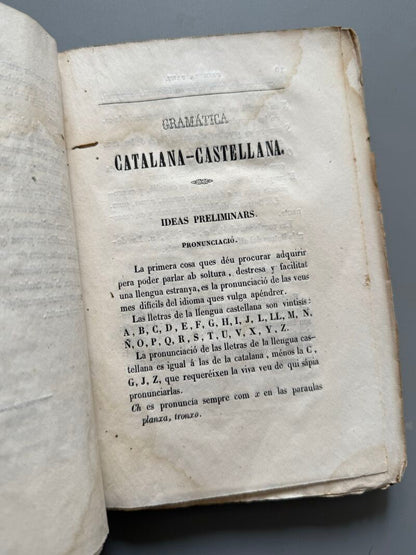 GRAMÁTICA
CATALANA-CASTELLANA.
IDEAS PRELIMINARS.
PRONUNCIACIÓ.
La primera cosa ques déu procurar adquirir
pera poder parlar ab soltura, destresa y facilitat
una llengua estranya, es la pronunciació de las veus
mes difícils del idioma ques vulga apéndrer.
Las lletras de la llengua castellana son vintisis:
A, B, C, D, E, F, G, H, I, J, L, LL, M, N,
Ñ, O, P, Q, R, S, T, U, V, X, Y, Z.
La pronunciació de las lletras de la llengua cas-
tellana es igual á las de la catalana, ménos la C,
G, J, Z, que requeréixen la viva veu de qui sápia
pronunciarlas.
Ch es pronuncía sempre com x en las paraulas
planxa, tronxo.